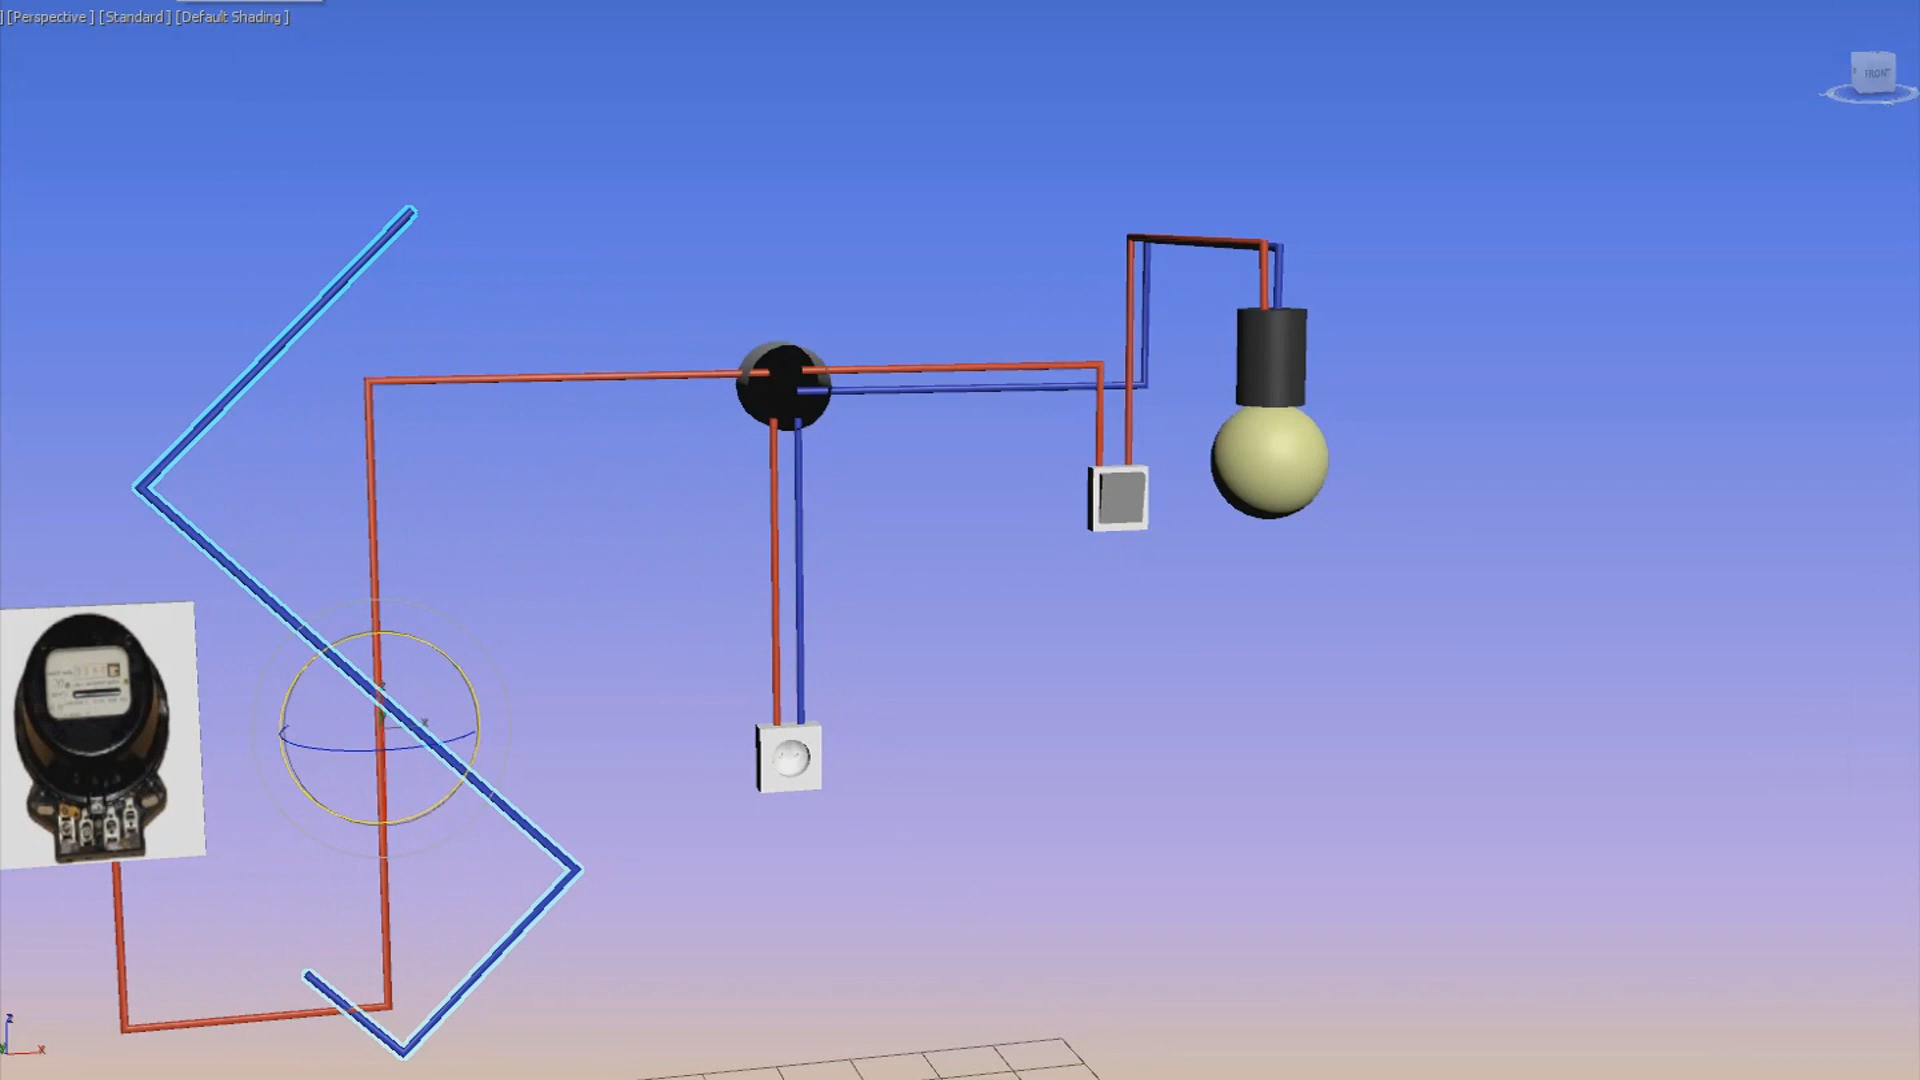 ] [Perspective ] [Standard ] [Default Shading ]
FRONT
x
z
x